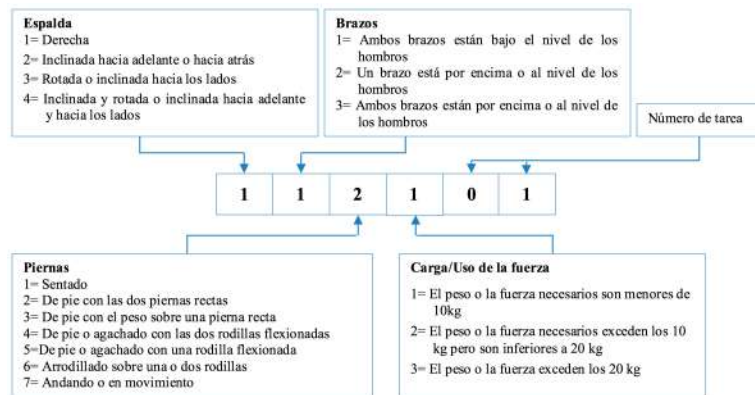 Espalda
1= Derecha
2= Inclinada hacia adelante o hacia atrás
3= Rotada o inclinada hacia los lados
4= Inclinada y rotada o inclinada hacia adelante
y hacia los lados
Brazos
1= Ambos brazos están bajo el nivel de los
hombros
2= Un brazo está por encima o al nivel de los
hombros
3= Ambos brazos están por encima o al nivel de
los hombros
Número de tarea
1 1 2 1 0 1
Piernas
1= Sentado
2= De pie con las dos piernas rectas
3= De pie con el peso sobre una pierna recta
4= De pie o agachado con las dos rodillas flexionadas
5=De pie o agachado con una rodilla flexionada
6= Arrodillado sobre una o dos rodillas
7= Andando o en movimiento
Carga/Uso de la fuerza
1= El peso o la fuerza necesarios son menores de
10kg
2= El peso o la fuerza necesarios exceden los 10
kg pero son inferiores a 20 kg
3= El peso o la fuerza exceden los 20 kg